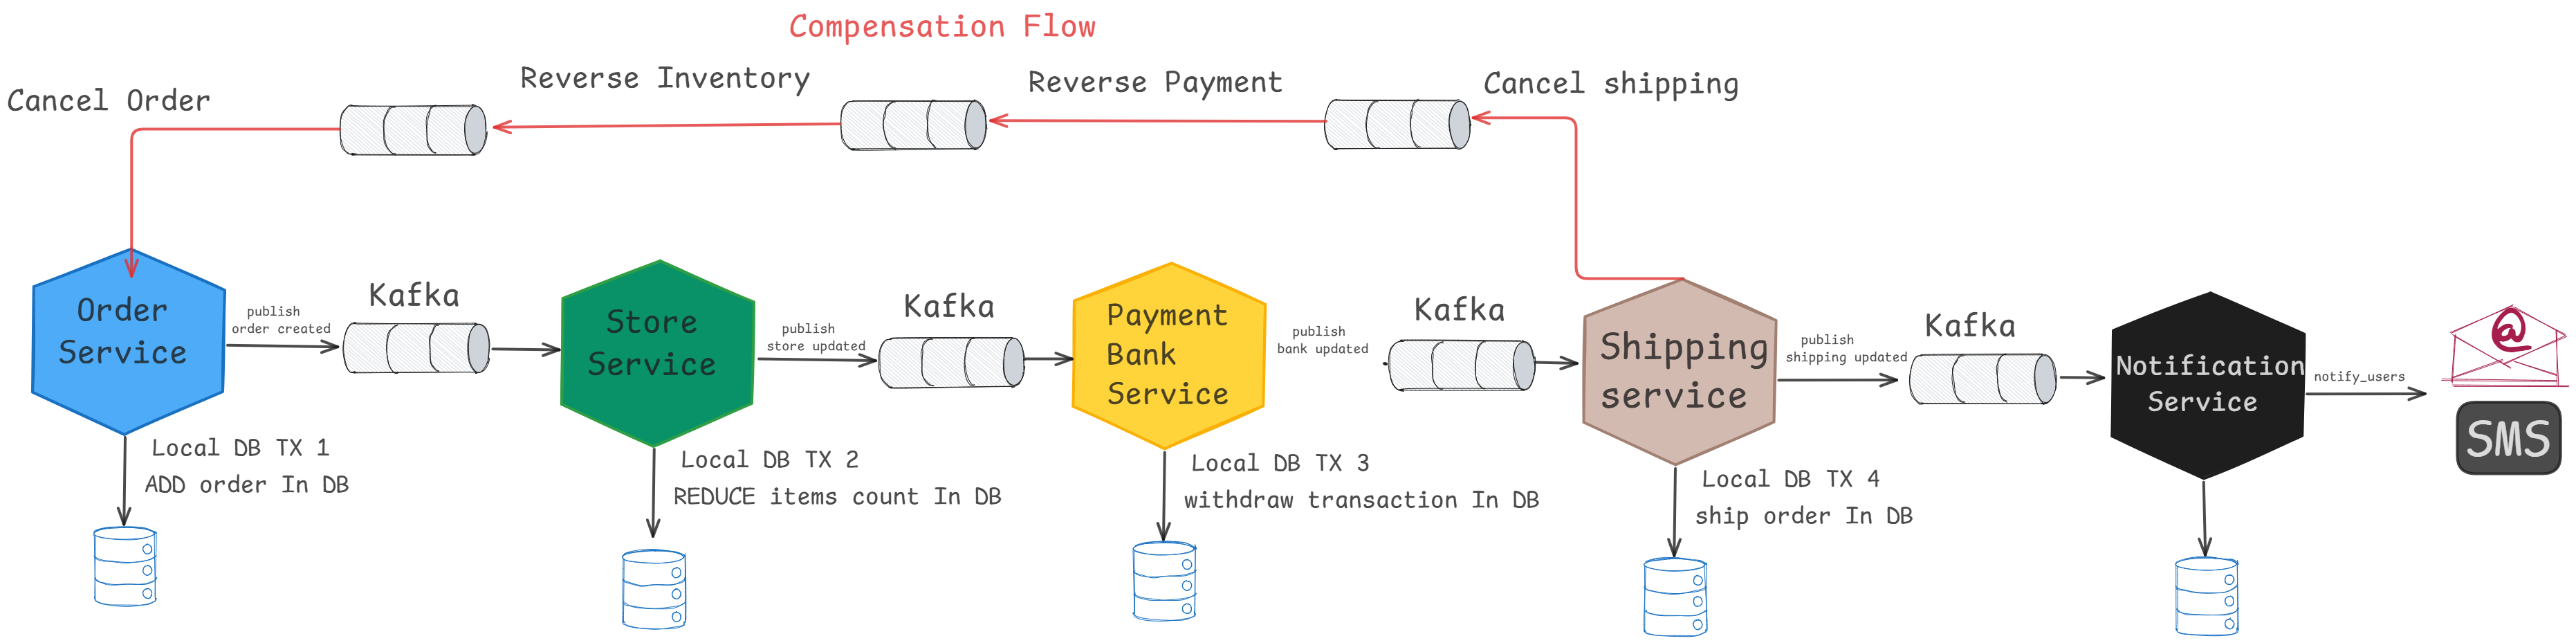 Compensation Flow
Cancel Order
Reverse Inventory
Reverse Payment
Cancel shipping
Order
Service
publish
order created
Kafka
Store
Service
publish
store updated
Kafka
Payment
Bank
Service
publish
bank updated
Kafka
Shipping
service
publish
shipping updated
Kafka
Notification
Service
notify_users
@
SMS
Local DB TX 1
ADD order In DB
Local DB TX 2
REDUCE items count In DB
Local DB TX 3
withdraw transaction In DB
Local DB TX 4
ship order In DB